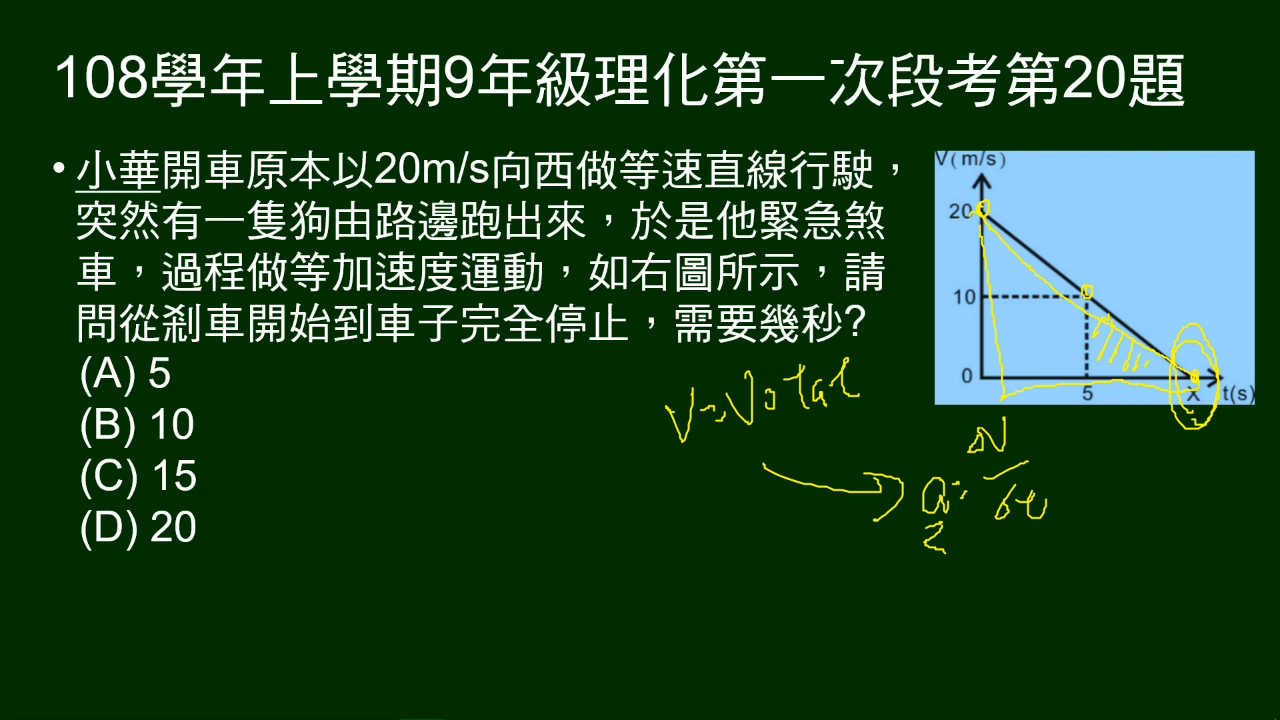 108學年上學期9年級理化第一次段考第20題
• 小華開車原本以20m/s向西做等速直線行駛，
突然有一隻狗由路邊跑出來，於是他緊急煞
車，過程做等加速度運動，如右圖所示，請
問從剎車開始到車子完全停止，需要幾秒?
(A) 5
(B) 10
(C) 15
(D) 20
V(m/s)
20
10
0
5
X
t(s)
V=V0+at